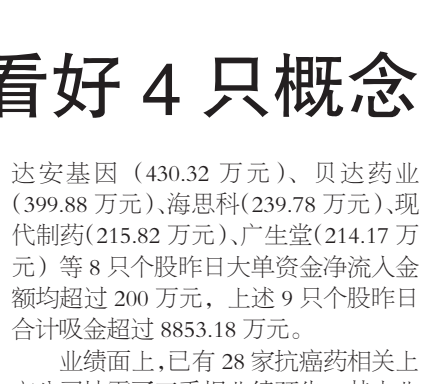 看好 4 只概念
达安基因（430.32 万元）、贝达药业
（399.88 万元）、海思科（239.78 万元）、现
代制药（215.82 万元）、广生堂（214.17 万
元）等 8 只个股昨日大单资金净流入金
额均超过 200 万元，上述 9 只个股昨日
合计吸金超过 8853.18 万元。
业绩面上，已有 28 家抗癌药相关上